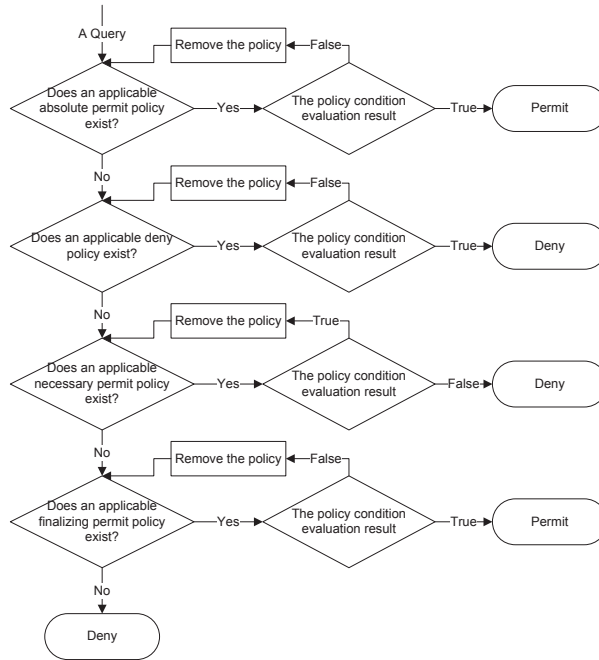 A Query
Remove the policy
False
Does an applicable
absolute permit policy
exist?
Yes
The policy condition
evaluation result
True
Permit
No
Remove the policy
False
Does an applicable deny
policy exist?
Yes
The policy condition
evaluation result
True
Deny
No
Remove the policy
True
Does an applicable
necessary permit policy
exist?
Yes
The policy condition
evaluation result
False
Deny
No
Remove the policy
False
Does an applicable
finalizing permit policy
exist?
Yes
The policy condition
evaluation result
True
Permit
No
Deny